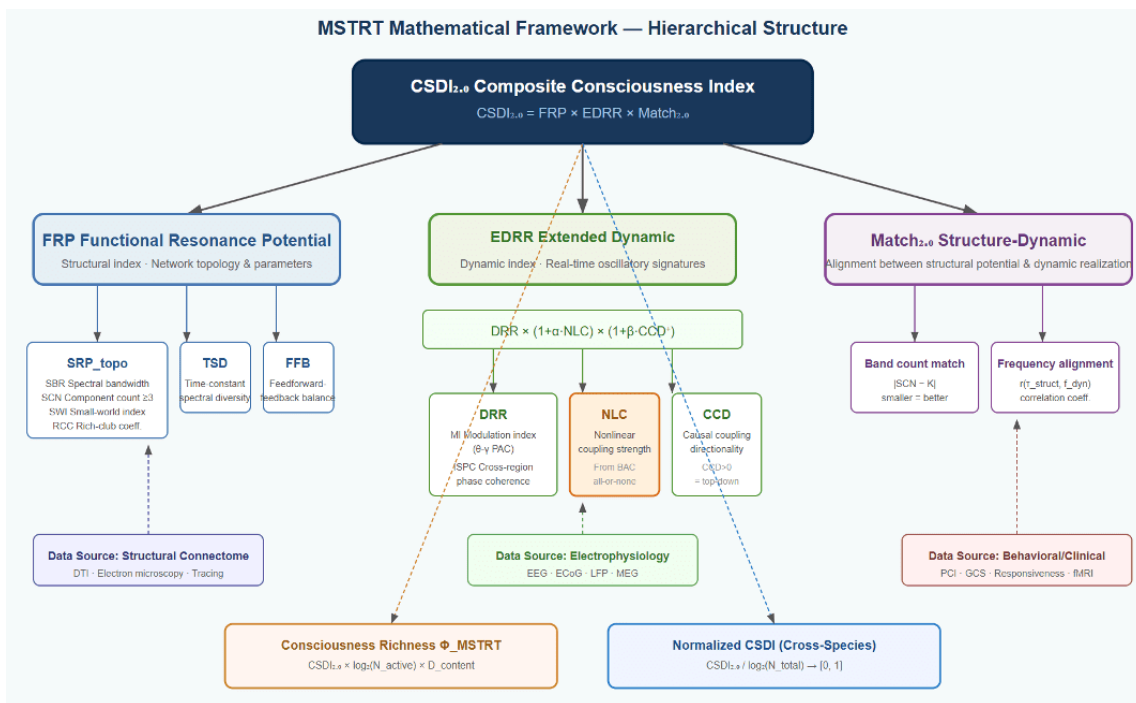 MSTRT Mathematical Framework — Hierarchical Structure
CSDI₂.₀ Composite Consciousness Index
CSDI₂.₀ = FRP × EDRR × Match₂.₀
FRP Functional Resonance Potential
Structural index · Network topology & parameters
EDRR Extended Dynamic
Dynamic index · Real-time oscillatory signatures
Match₂.₀ Structure-Dynamic
Alignment between structural potential & dynamic realization
DRR × (1+α·NLC) × (1+β·CCD⁺)
SRP_topo
SBR Spectral bandwidth
SCN Component count ≥3
SWI Small-world index
RCC Rich-club coeff.
TSD
Time-constant
spectral diversity
FFB
Feedforward-
feedback balance
Band count match
|SCN − K|
smaller = better
Frequency alignment
r(τ_struct, f_dyn)
correlation coeff.
DRR
MI Modulation index
(θ-γ PAC)
ISPC Cross-region
phase coherence
NLC
Nonlinear
coupling strength
From BAC
all-or-none
CCD
Causal coupling
directionality
CCD>0
= top-down
Data Source: Structural Connectome
DTI · Electron microscopy · Tracing
Data Source: Electrophysiology
EEG · ECoG · LFP · MEG
Data Source: Behavioral/Clinical
PCI · GCS · Responsiveness · fMRI
Consciousness Richness Φ_MSTRT
CSDI₂.₀ × log₂(N_active) × D_content
Normalized CSDI (Cross-Species)
CSDI₂.₀ / log₂(N_total) → [0, 1]